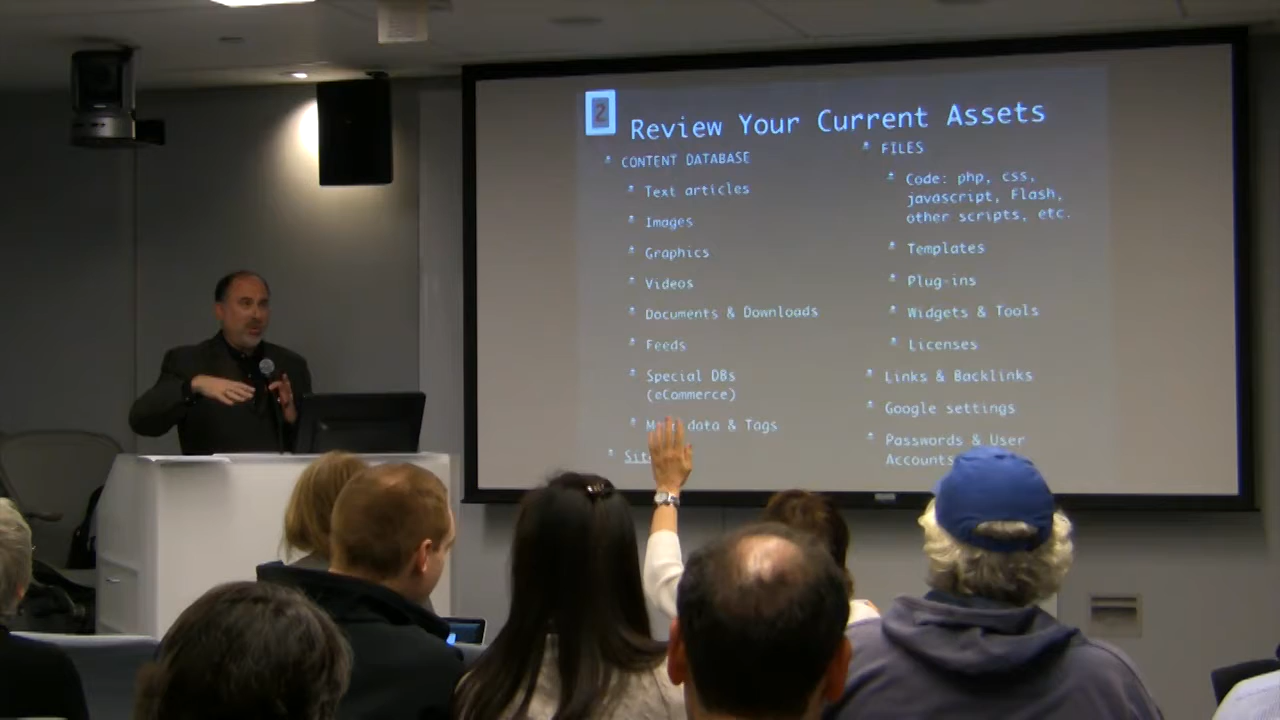 2
Review Your Current Assets
* CONTENT DATABASE
* Text articles
* Images
* Graphics
* Videos
* Documents & Downloads
* Feeds
* Special DBs
(eCommerce)
* data & Tags
* FILES
* Code: php, css,
javascript, Flash,
other scripts, etc.
* Templates
* Plug-ins
* Widgets & Tools
* Licenses
* Links & Backlinks
* Google settings
* Passwords & User
Accounts